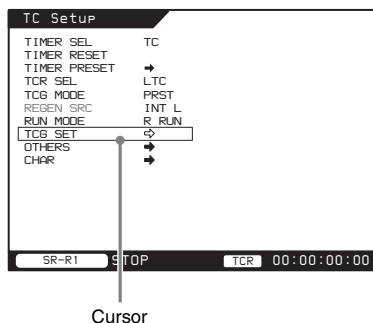 TC Setup
TIMER SEL TC
TIMER RESET
TIMER PRESET ➡
TCR SEL LTC
TCG MODE PRST
REGEN SRC INT L
RUN MODE R RUN
TCG SET ⇨
OTHERS ➡
CHAR ➡
SR-R1 STOP TCR 00:00:00:00
Cursor